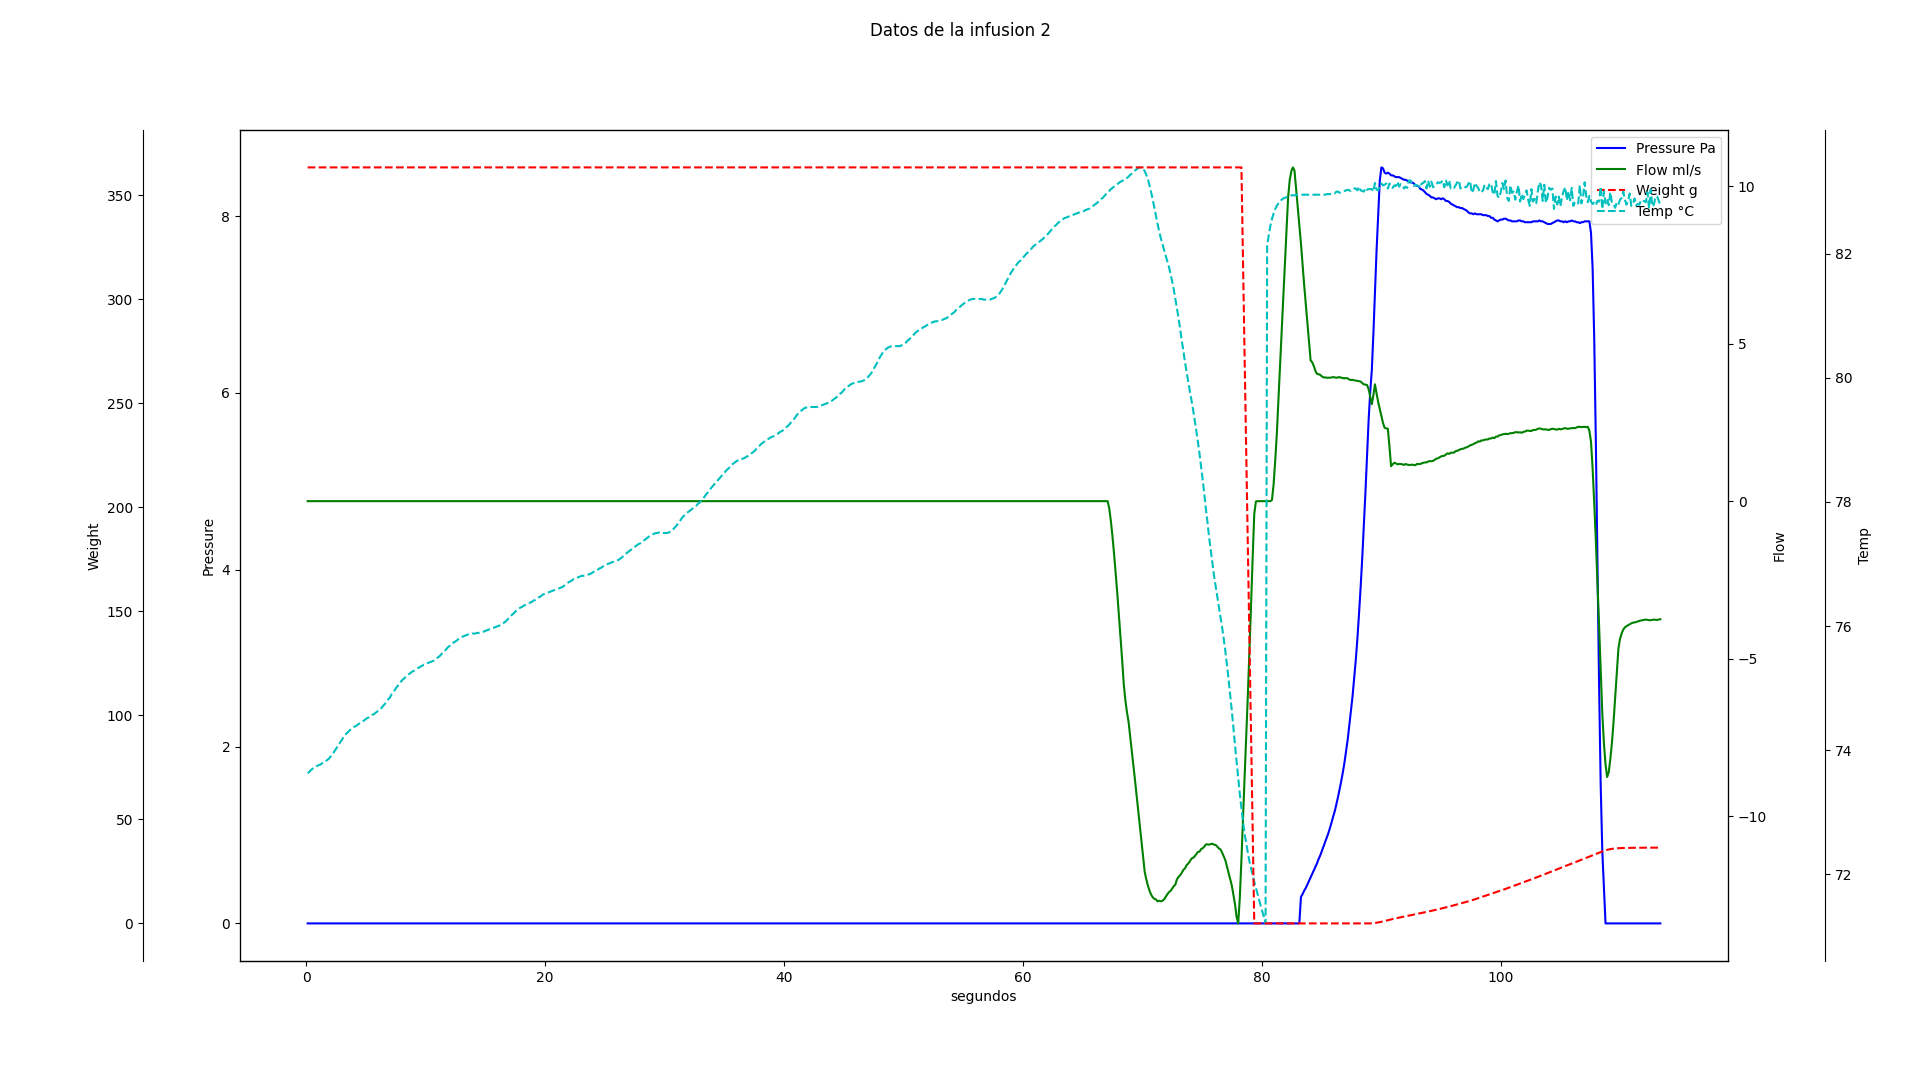 Datos de la infusion 2
Pressure Pa
Flow ml/s
Weight g
Temp °C
Weight
350
300
250
200
150
100
50
0
Pressure
8
6
4
2
0
10
5
0
−5
−10
Flow
82
80
78
76
74
72
Temp
0 20 40 60 80 100
segundos